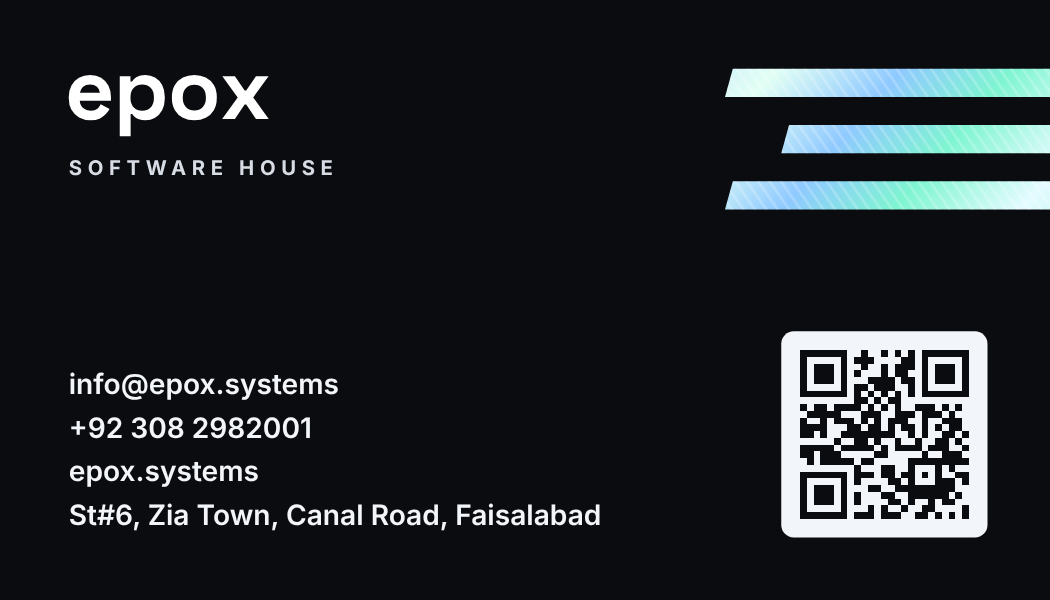 epox
SOFTWARE HOUSE
info@epox.systems
+92 308 2982001
epox.systems
St#6, Zia Town, Canal Road, Faisalabad